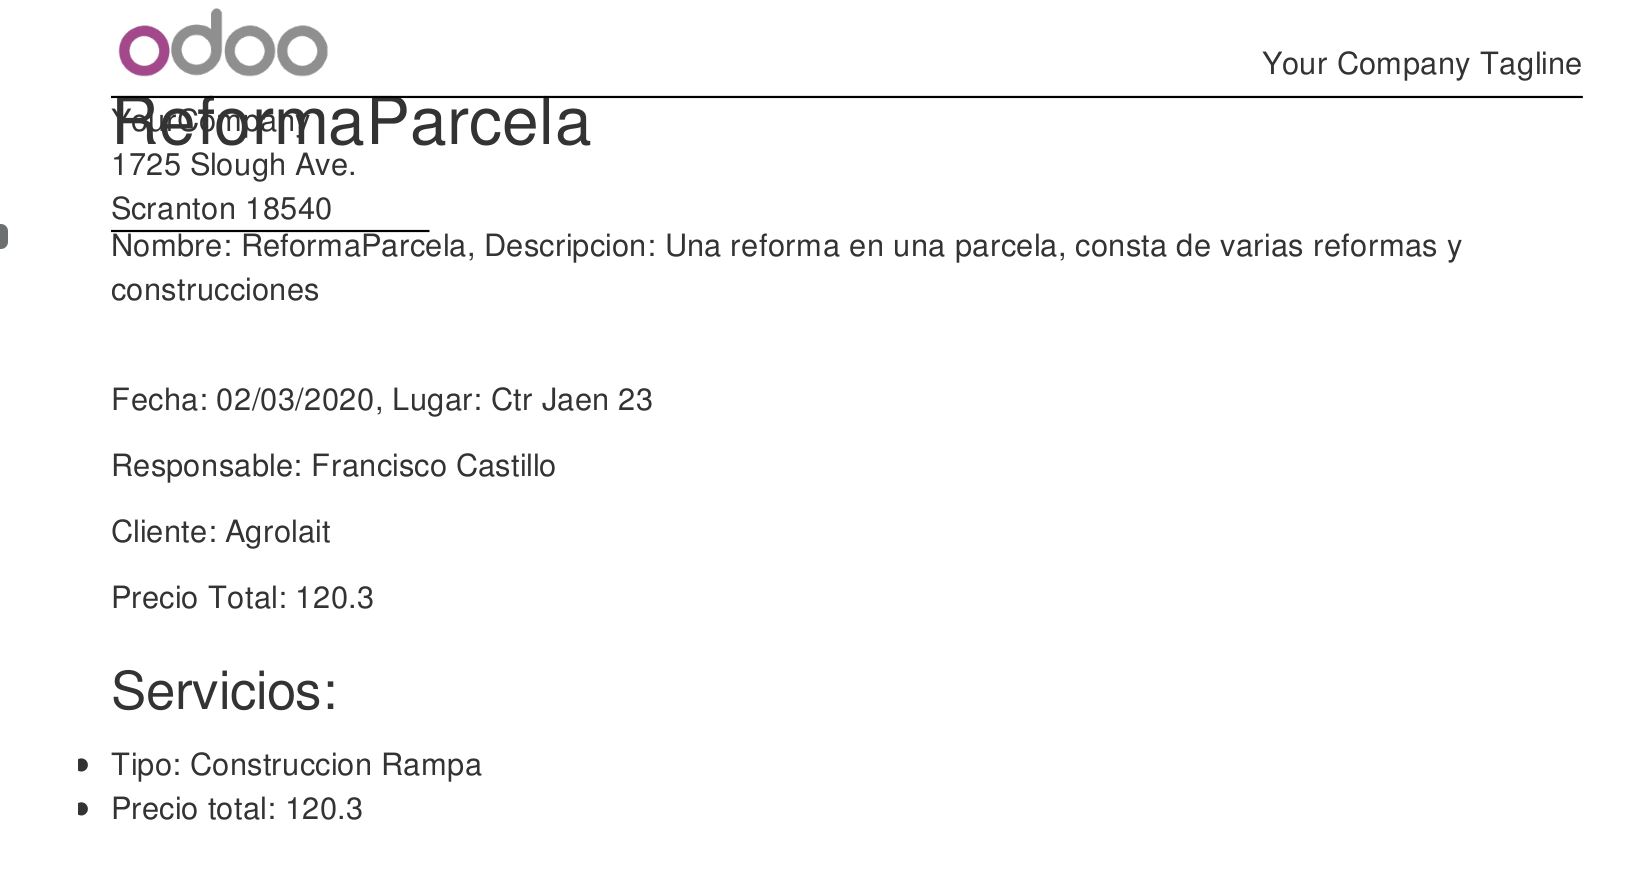 odoo
Your Company Tagline
YourCompany
ReformaParcela
1725 Slough Ave.
Scranton 18540
Nombre: ReformaParcela, Descripcion: Una reforma en una parcela, consta de varias reformas y
construcciones
Fecha: 02/03/2020, Lugar: Ctr Jaen 23
Responsable: Francisco Castillo
Cliente: Agrolait
Precio Total: 120.3
Servicios:
Tipo: Construccion Rampa
Precio total: 120.3